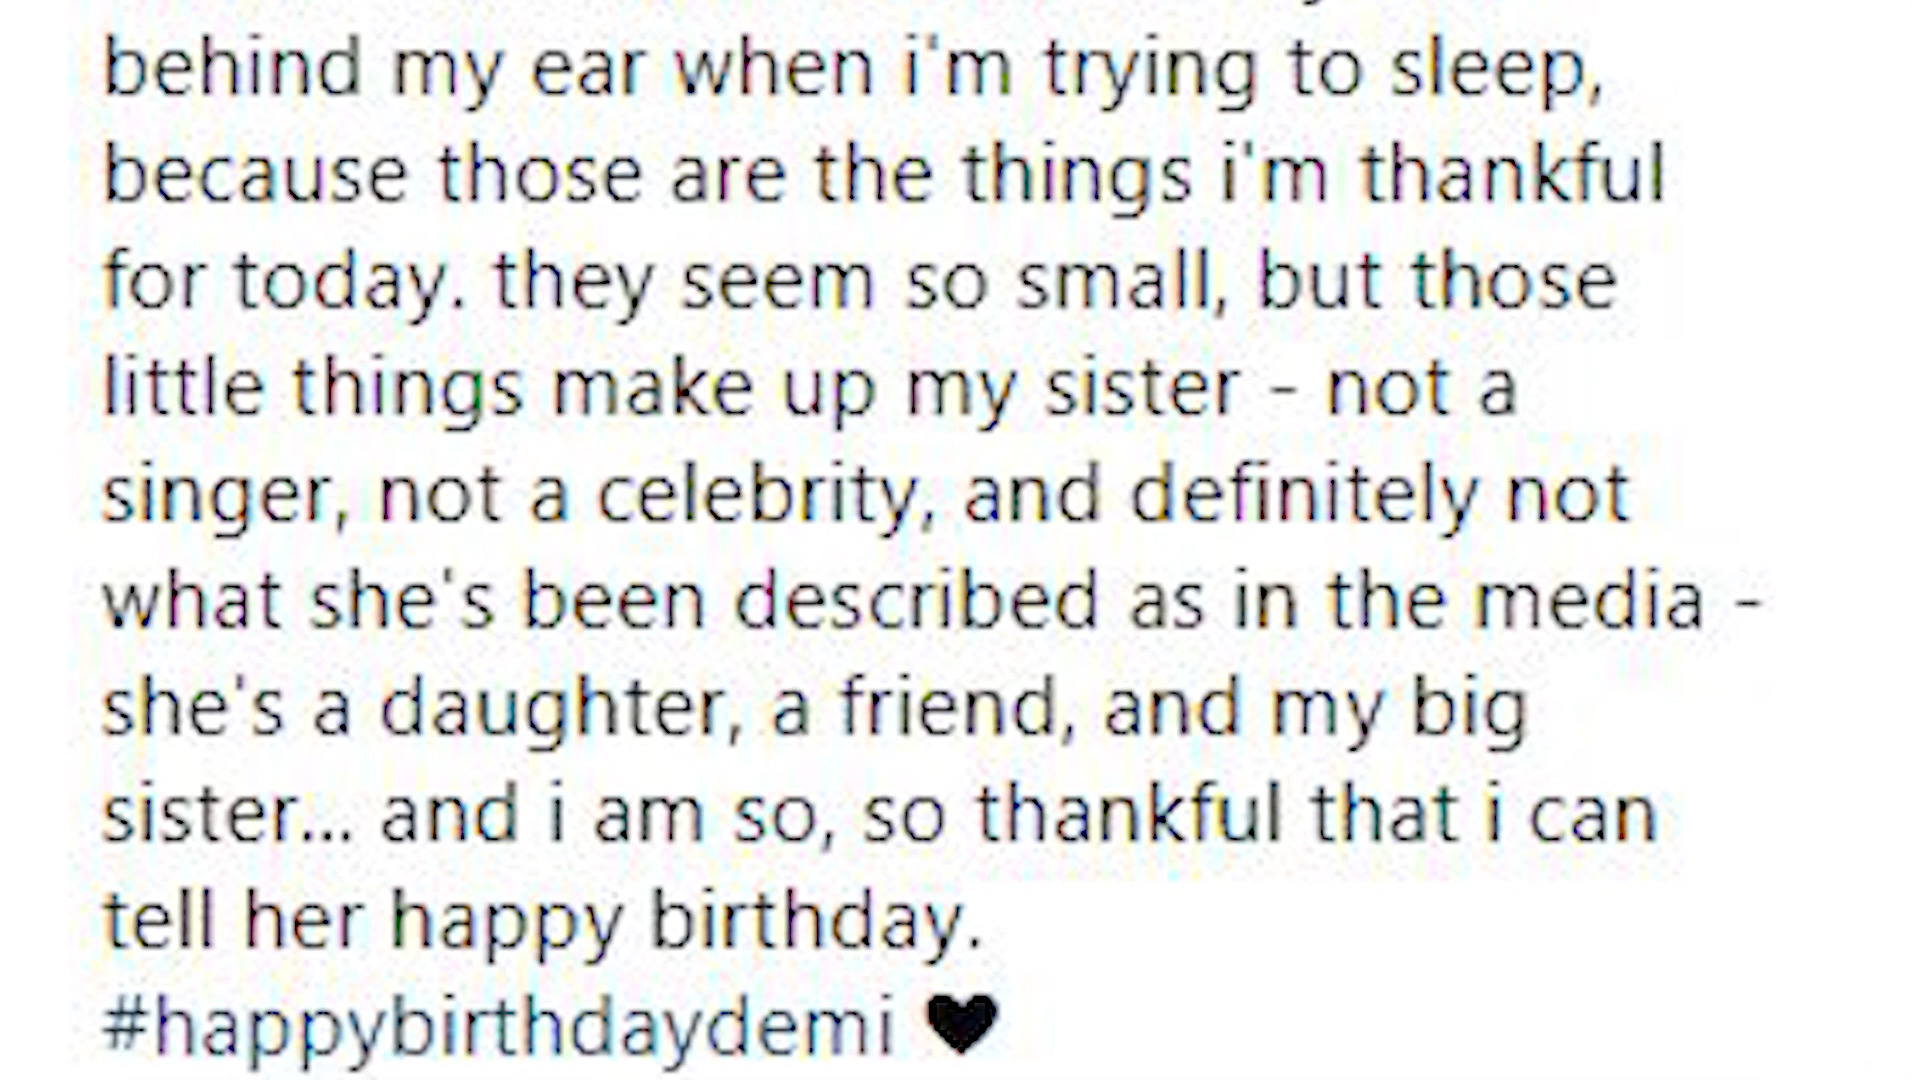 behind my ear when i'm trying to sleep,
because those are the things i'm thankful
for today. they seem so small, but those
little things make up my sister - not a
singer, not a celebrity, and definitely not
what she's been described as in the media -
she's a daughter, a friend, and my big
sister... and i am so, so thankful that i can
tell her happy birthday.
#happybirthdaydemi 🖤